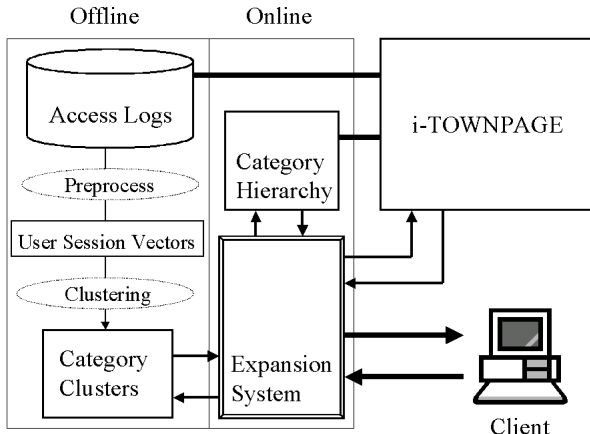 Offline
Online
Access Logs
i-TOWNPAGE
Category
Hierarchy
Preprocess
User Session Vectors
Clustering
Category
Clusters
Expansion
System
Client